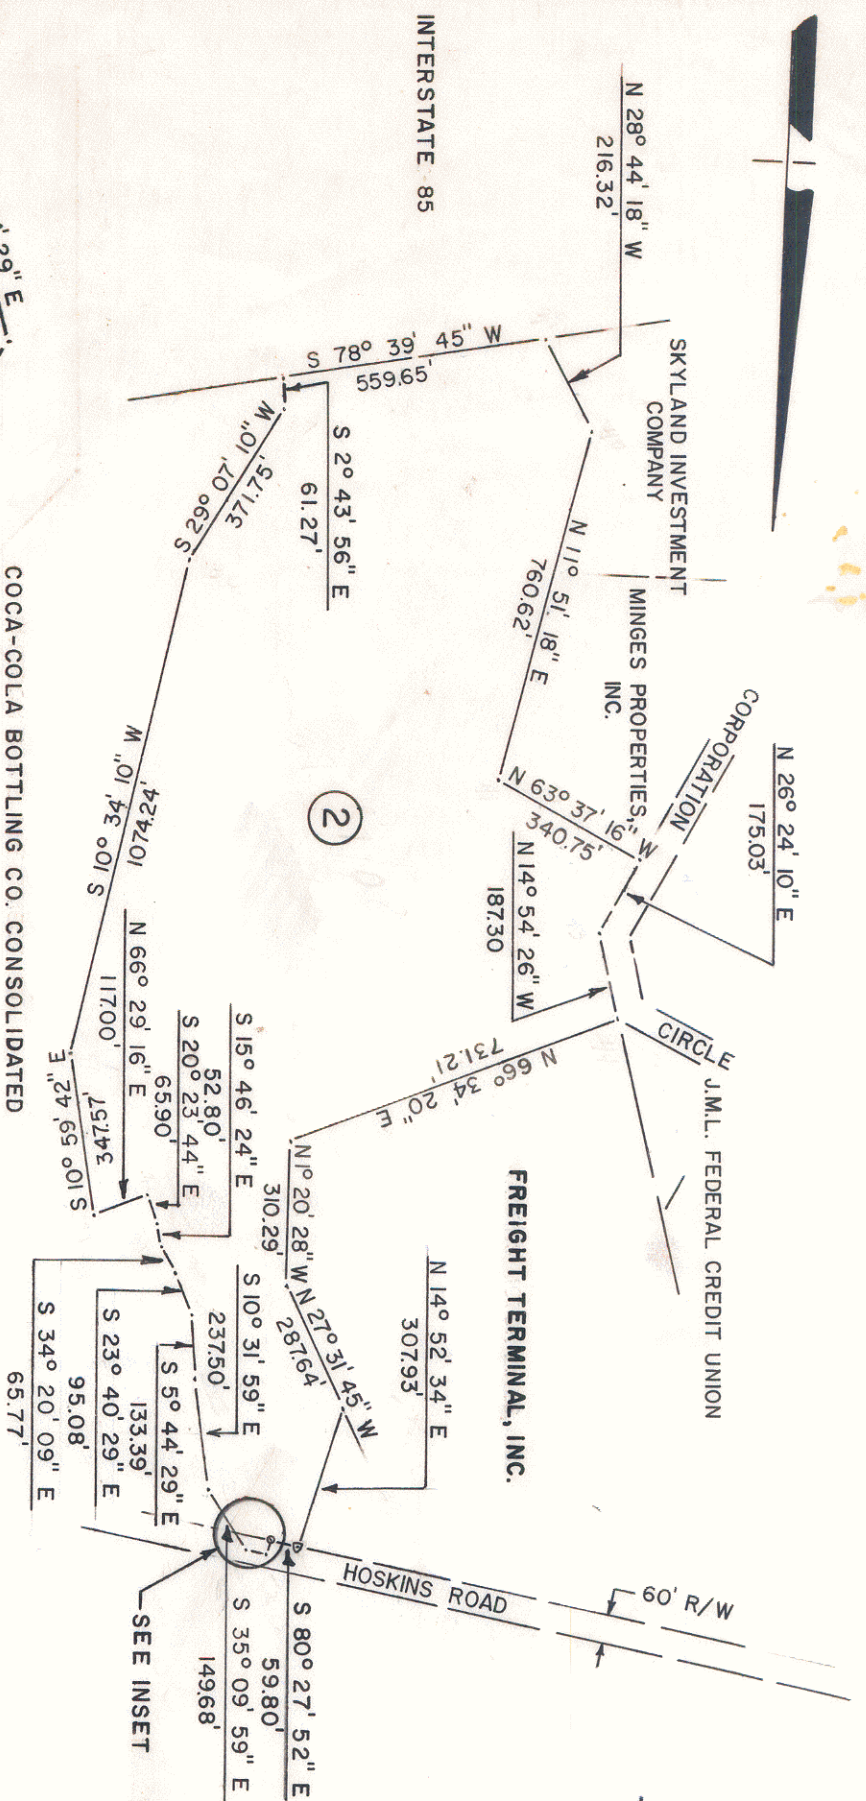 INTERSTATE 85
N 28° 44' 18" W
216.32'
SKYLAND INVESTMENT
COMPANY
S 78° 39' 45" W
559.65'
S 2° 43' 56" E
61.27'
S 29° 07' 10" W
371.75'
N 11° 51' 18" E
760.62'
MINGES PROPERTIES,
INC.
N 63° 37' 16" W
340.75'
CORPORATION
CIRCLE
N 26° 24' 10" E
175.03'
N 14° 54' 26" W
187.30
J.M.L. FEDERAL CREDIT UNION
N 66° 34' 20" E
731.21'
2
1074.24'
S 10° 34' 10" W
COCA-COLA BOTTLING CO. CONSOLIDATED
' 29" E
N 66° 29' 16" E
117.00'
S 10° 59' 42" E
347.57'
S 15° 46' 24" E
52.80'
S 20° 23' 44" E
65.90'
N 1° 20' 28" W
310.29'
N 27° 31' 45" W
287.64'
FREIGHT TERMINAL, INC.
N 14° 52' 34" E
307.93'
S 10° 31' 59" E
237.50'
S 5° 44' 29" E
133.39'
S 23° 40' 29" E
95.08'
S 34° 20' 09" E
65.77'
HOSKINS ROAD
60' R/W
S 80° 27' 52" E
59.80'
S 35° 09' 59" E
149.68'
SEE INSET